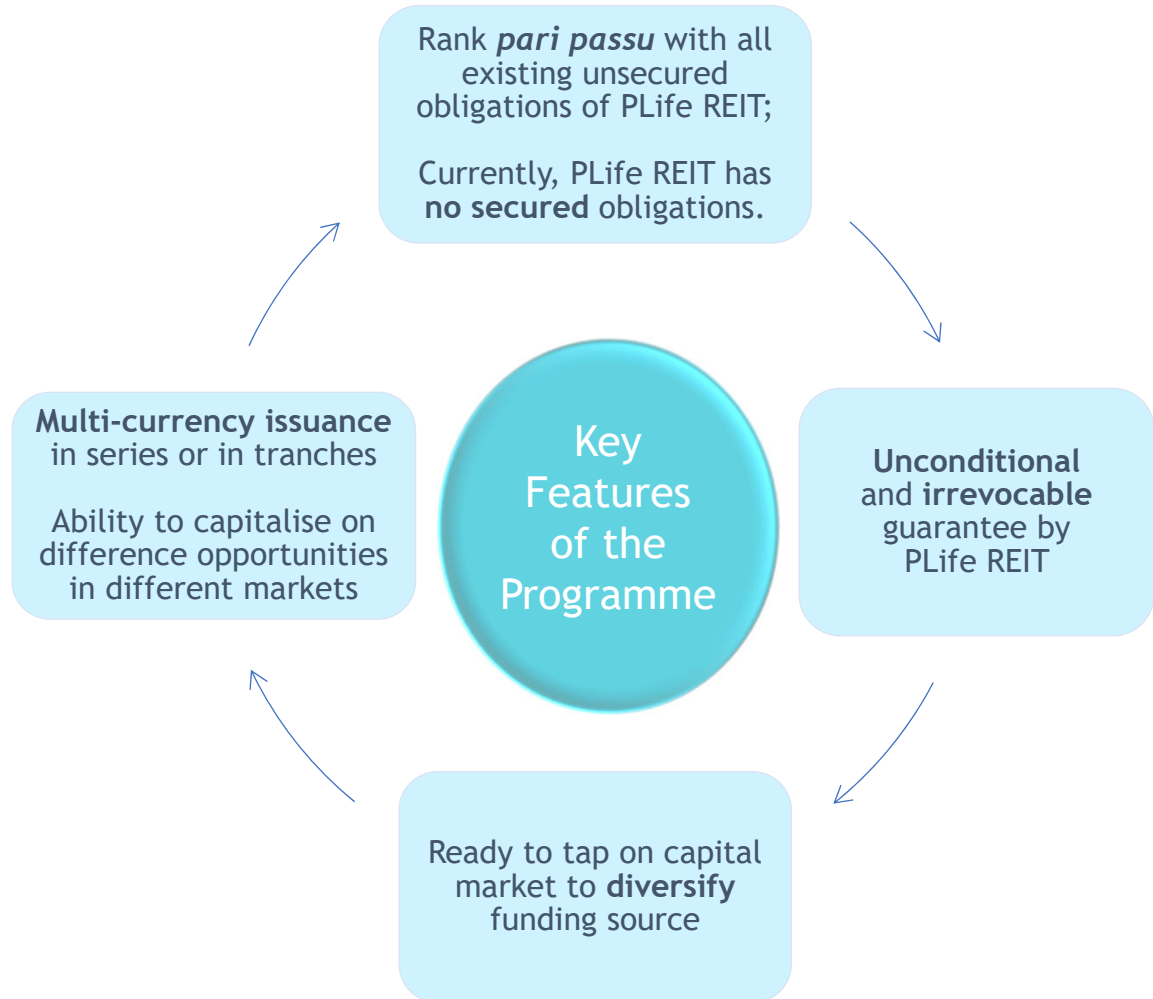 Rank pari passu with all
existing unsecured
obligations of PLife REIT;
Currently, PLife REIT has
no secured obligations.
Multi-currency issuance
in series or in tranches
Ability to capitalise on
difference opportunities
in different markets
Key
Features
of the
Programme
Unconditional
and irrevocable
guarantee by
PLife REIT
Ready to tap on capital
market to diversify
funding source